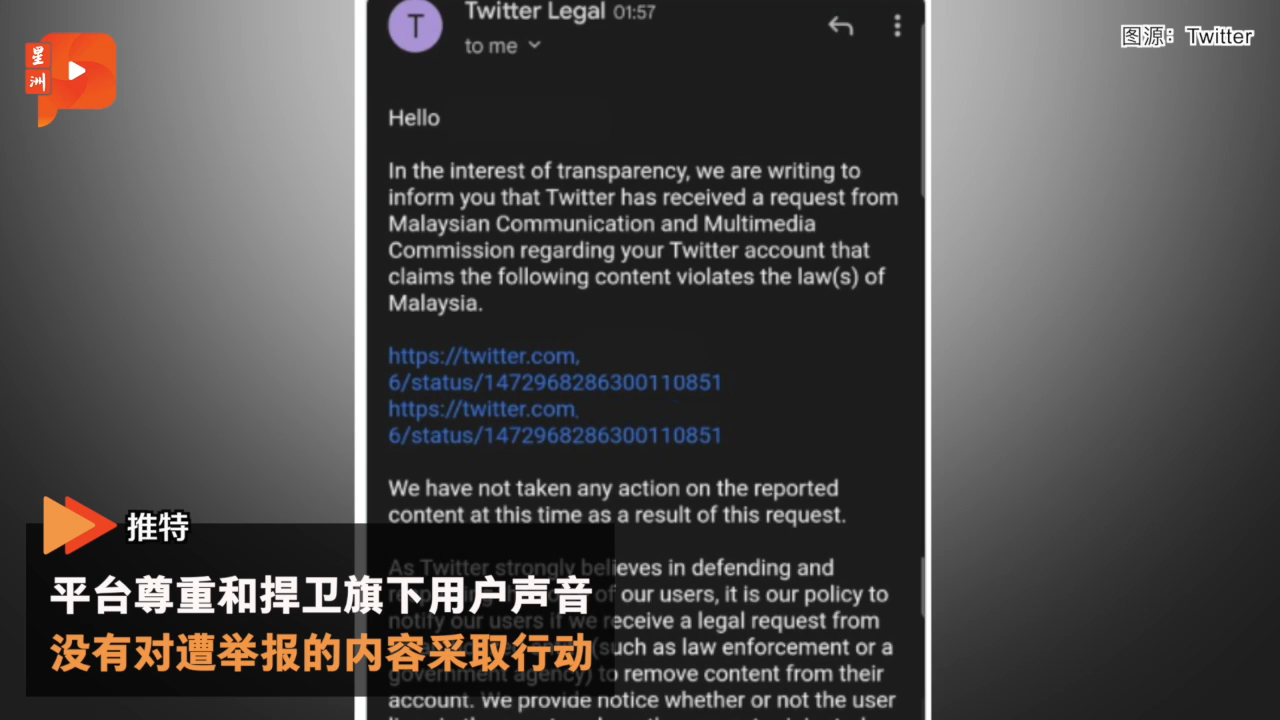 星
洲
图源：Twitter
T
Twitter Legal 01:57
to me
Hello
In the interest of transparency, we are writing to
inform you that Twitter has received a request from
Malaysian Communication and Multimedia
Commission regarding your Twitter account that
claims the following content violates the law(s) of
Malaysia.
https://twitter.com,
6/status/1472968286300110851
https://twitter.com.
6/status/1472968286300110851
We have not taken any action on the reported
content at this time as a result of this request.
As Twitter strongly believes in defending and
of our users, it is our policy to
notify our users if we receive a legal request from
(such as law enforcement or a
government agency) to remove content from their
account. We provide notice whether or not the user
推特
平台尊重和捍卫旗下用户声音
没有对遭举报的内容采取行动